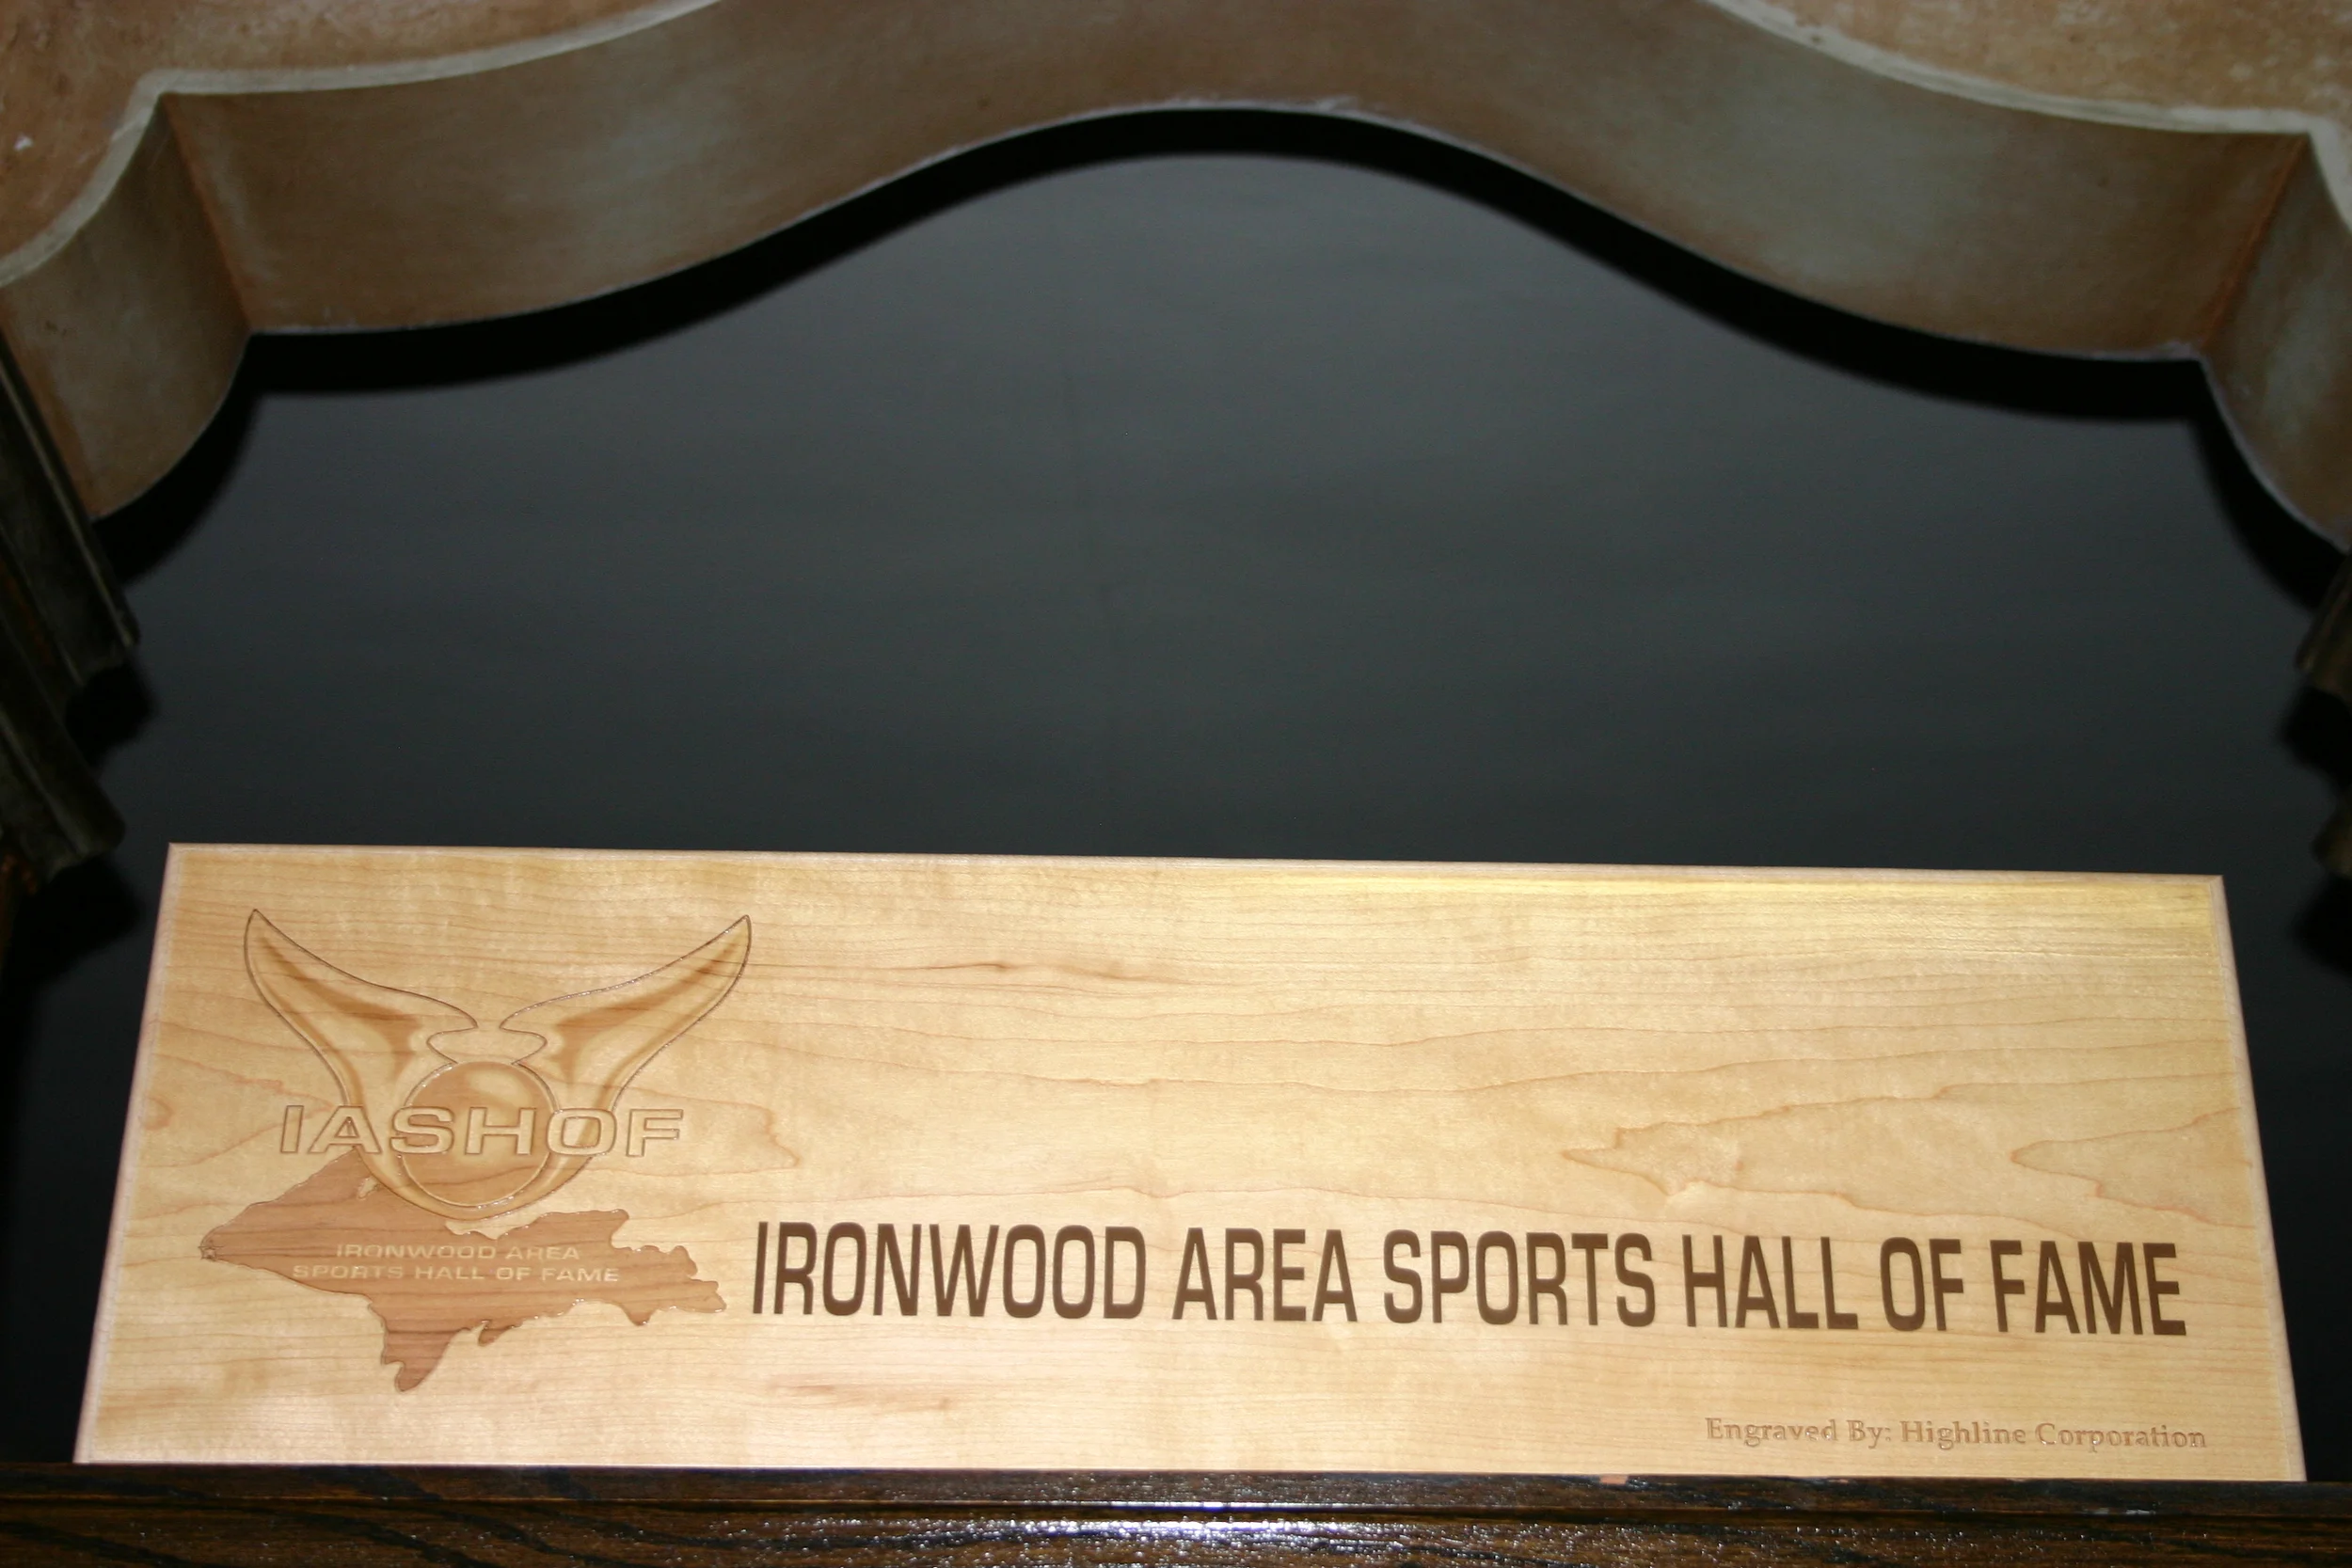 IASHOF
IRONWOOD AREA
SPORTS HALL OF FAME
IRONWOOD AREA SPORTS HALL OF FAME
Engraved By: Highline Corporation